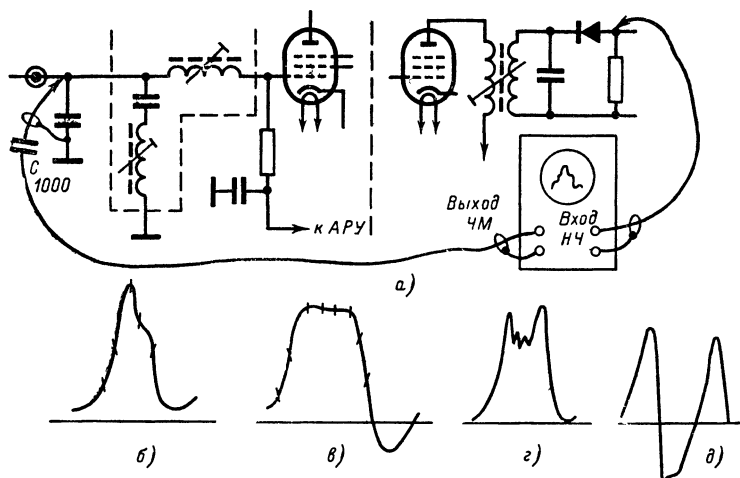 С
1000
к АРУ
Выход
ЧМ
Вход
НЧ
а)
б)
в)
г)
д)